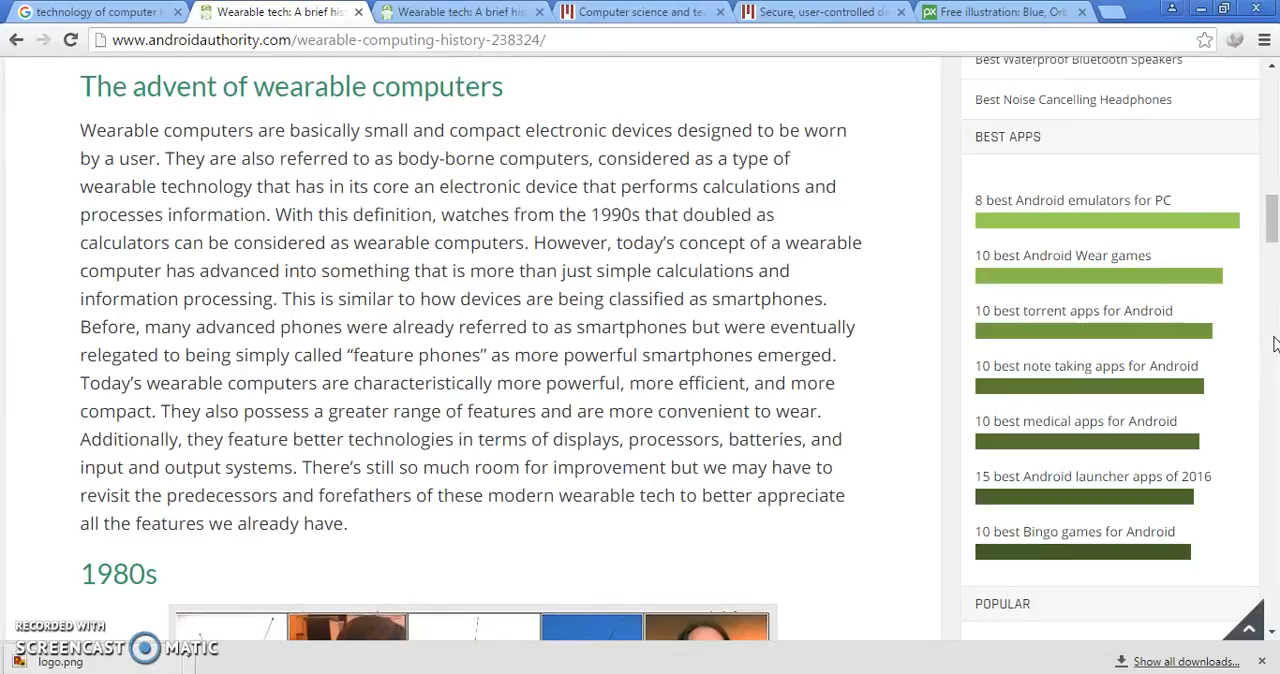 technology of computer
Wearable tech: A brief his
Wearable tech: A brief his
Computer science and te
Secure, user-controlled d
Free illustration: Blue, Or
www.androidauthority.com/wearable-computing-history-238324/
The advent of wearable computers
Wearable computers are basically small and compact electronic devices designed to be worn
by a user. They are also referred to as body-borne computers, considered as a type of
wearable technology that has in its core an electronic device that performs calculations and
processes information. With this definition, watches from the 1990s that doubled as
calculators can be considered as wearable computers. However, today's concept of a wearable
computer has advanced into something that is more than just simple calculations and
information processing. This is similar to how devices are being classified as smartphones.
Before, many advanced phones were already referred to as smartphones but were eventually
relegated to being simply called “feature phones” as more powerful smartphones emerged.
Today's wearable computers are characteristically more powerful, more efficient, and more
compact. They also possess a greater range of features and are more convenient to wear.
Additionally, they feature better technologies in terms of displays, processors, batteries, and
input and output systems. There's still so much room for improvement but we may have to
revisit the predecessors and forefathers of these modern wearable tech to better appreciate
all the features we already have.
1980s
Best Waterproof Bluetooth Speakers
Best Noise Cancelling Headphones
BEST APPS
8 best Android emulators for PC
10 best Android Wear games
10 best torrent apps for Android
10 best note taking apps for Android
10 best medical apps for Android
15 best Android launcher apps of 2016
10 best Bingo games for Android
POPULAR
RECORDED WITH
SCREENCAST MATIC
logo.png
Show all downloads...